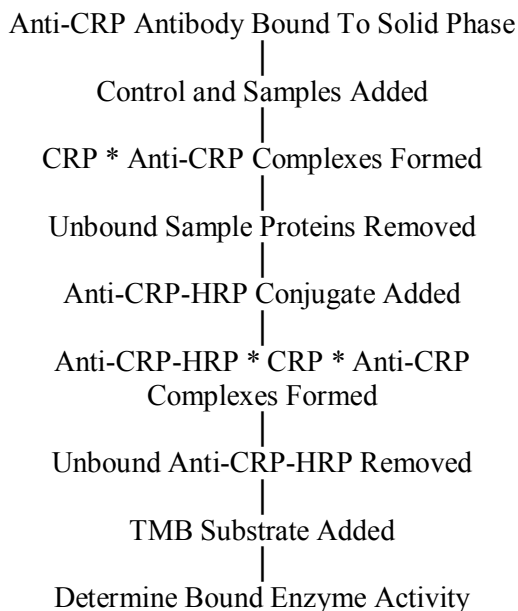 Anti-CRP Antibody Bound To Solid Phase
Control and Samples Added
CRP * Anti-CRP Complexes Formed
Unbound Sample Proteins Removed
Anti-CRP-HRP Conjugate Added
Anti-CRP-HRP * CRP * Anti-CRP
Complexes Formed
Unbound Anti-CRP-HRP Removed
TMB Substrate Added
Determine Bound Enzyme Activity